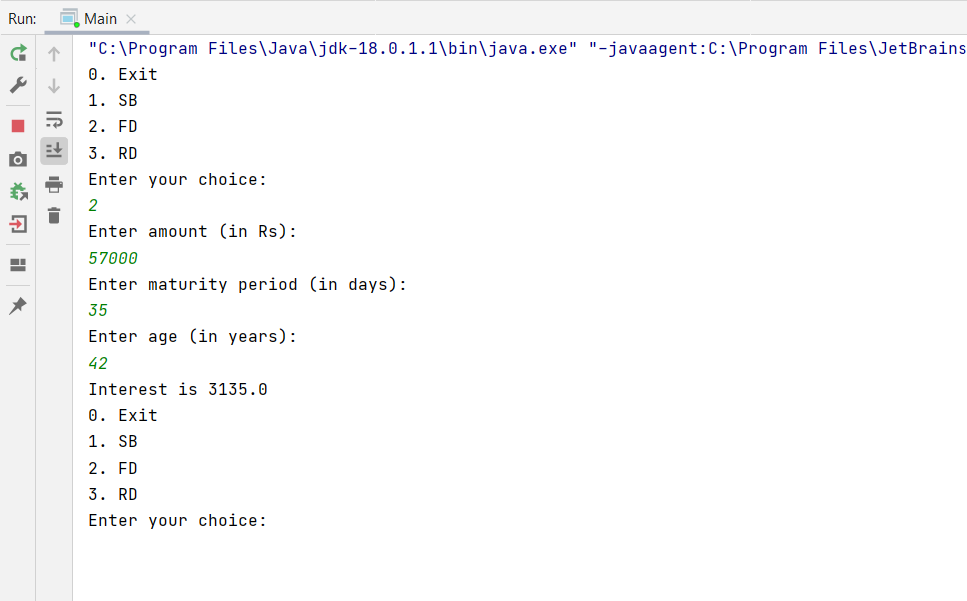 Run: Main
"C:\Program Files\Java\jdk-18.0.1.1\bin\java.exe" "-javaagent:C:\Program Files\JetBrains
0. Exit
1. SB
2. FD
3. RD
Enter your choice:
2
Enter amount (in Rs):
57000
Enter maturity period (in days):
35
Enter age (in years):
42
Interest is 3135.0
0. Exit
1. SB
2. FD
3. RD
Enter your choice: